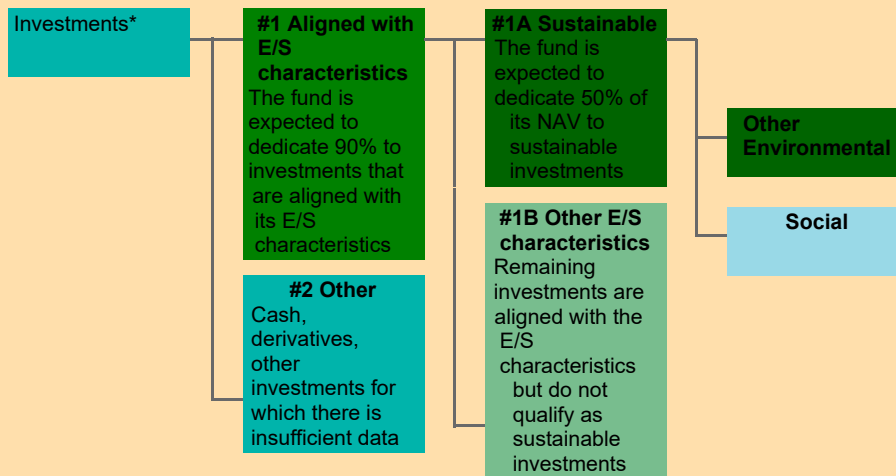 Investments*
#1 Aligned with
E/S
characteristics
The fund is
expected to
dedicate 90% to
investments that
are aligned with
its E/S
characteristics
#2 Other
Cash,
derivatives,
other
investments for
which there is
insufficient data
#1A Sustainable
The fund is
expected to
dedicate 50% of
its NAV to
sustainable
investments
#1B Other E/S
characteristics
Remaining
investments are
aligned with the
E/S
characteristics
but do not
qualify as
sustainable
investments
Other
Environmental
Social